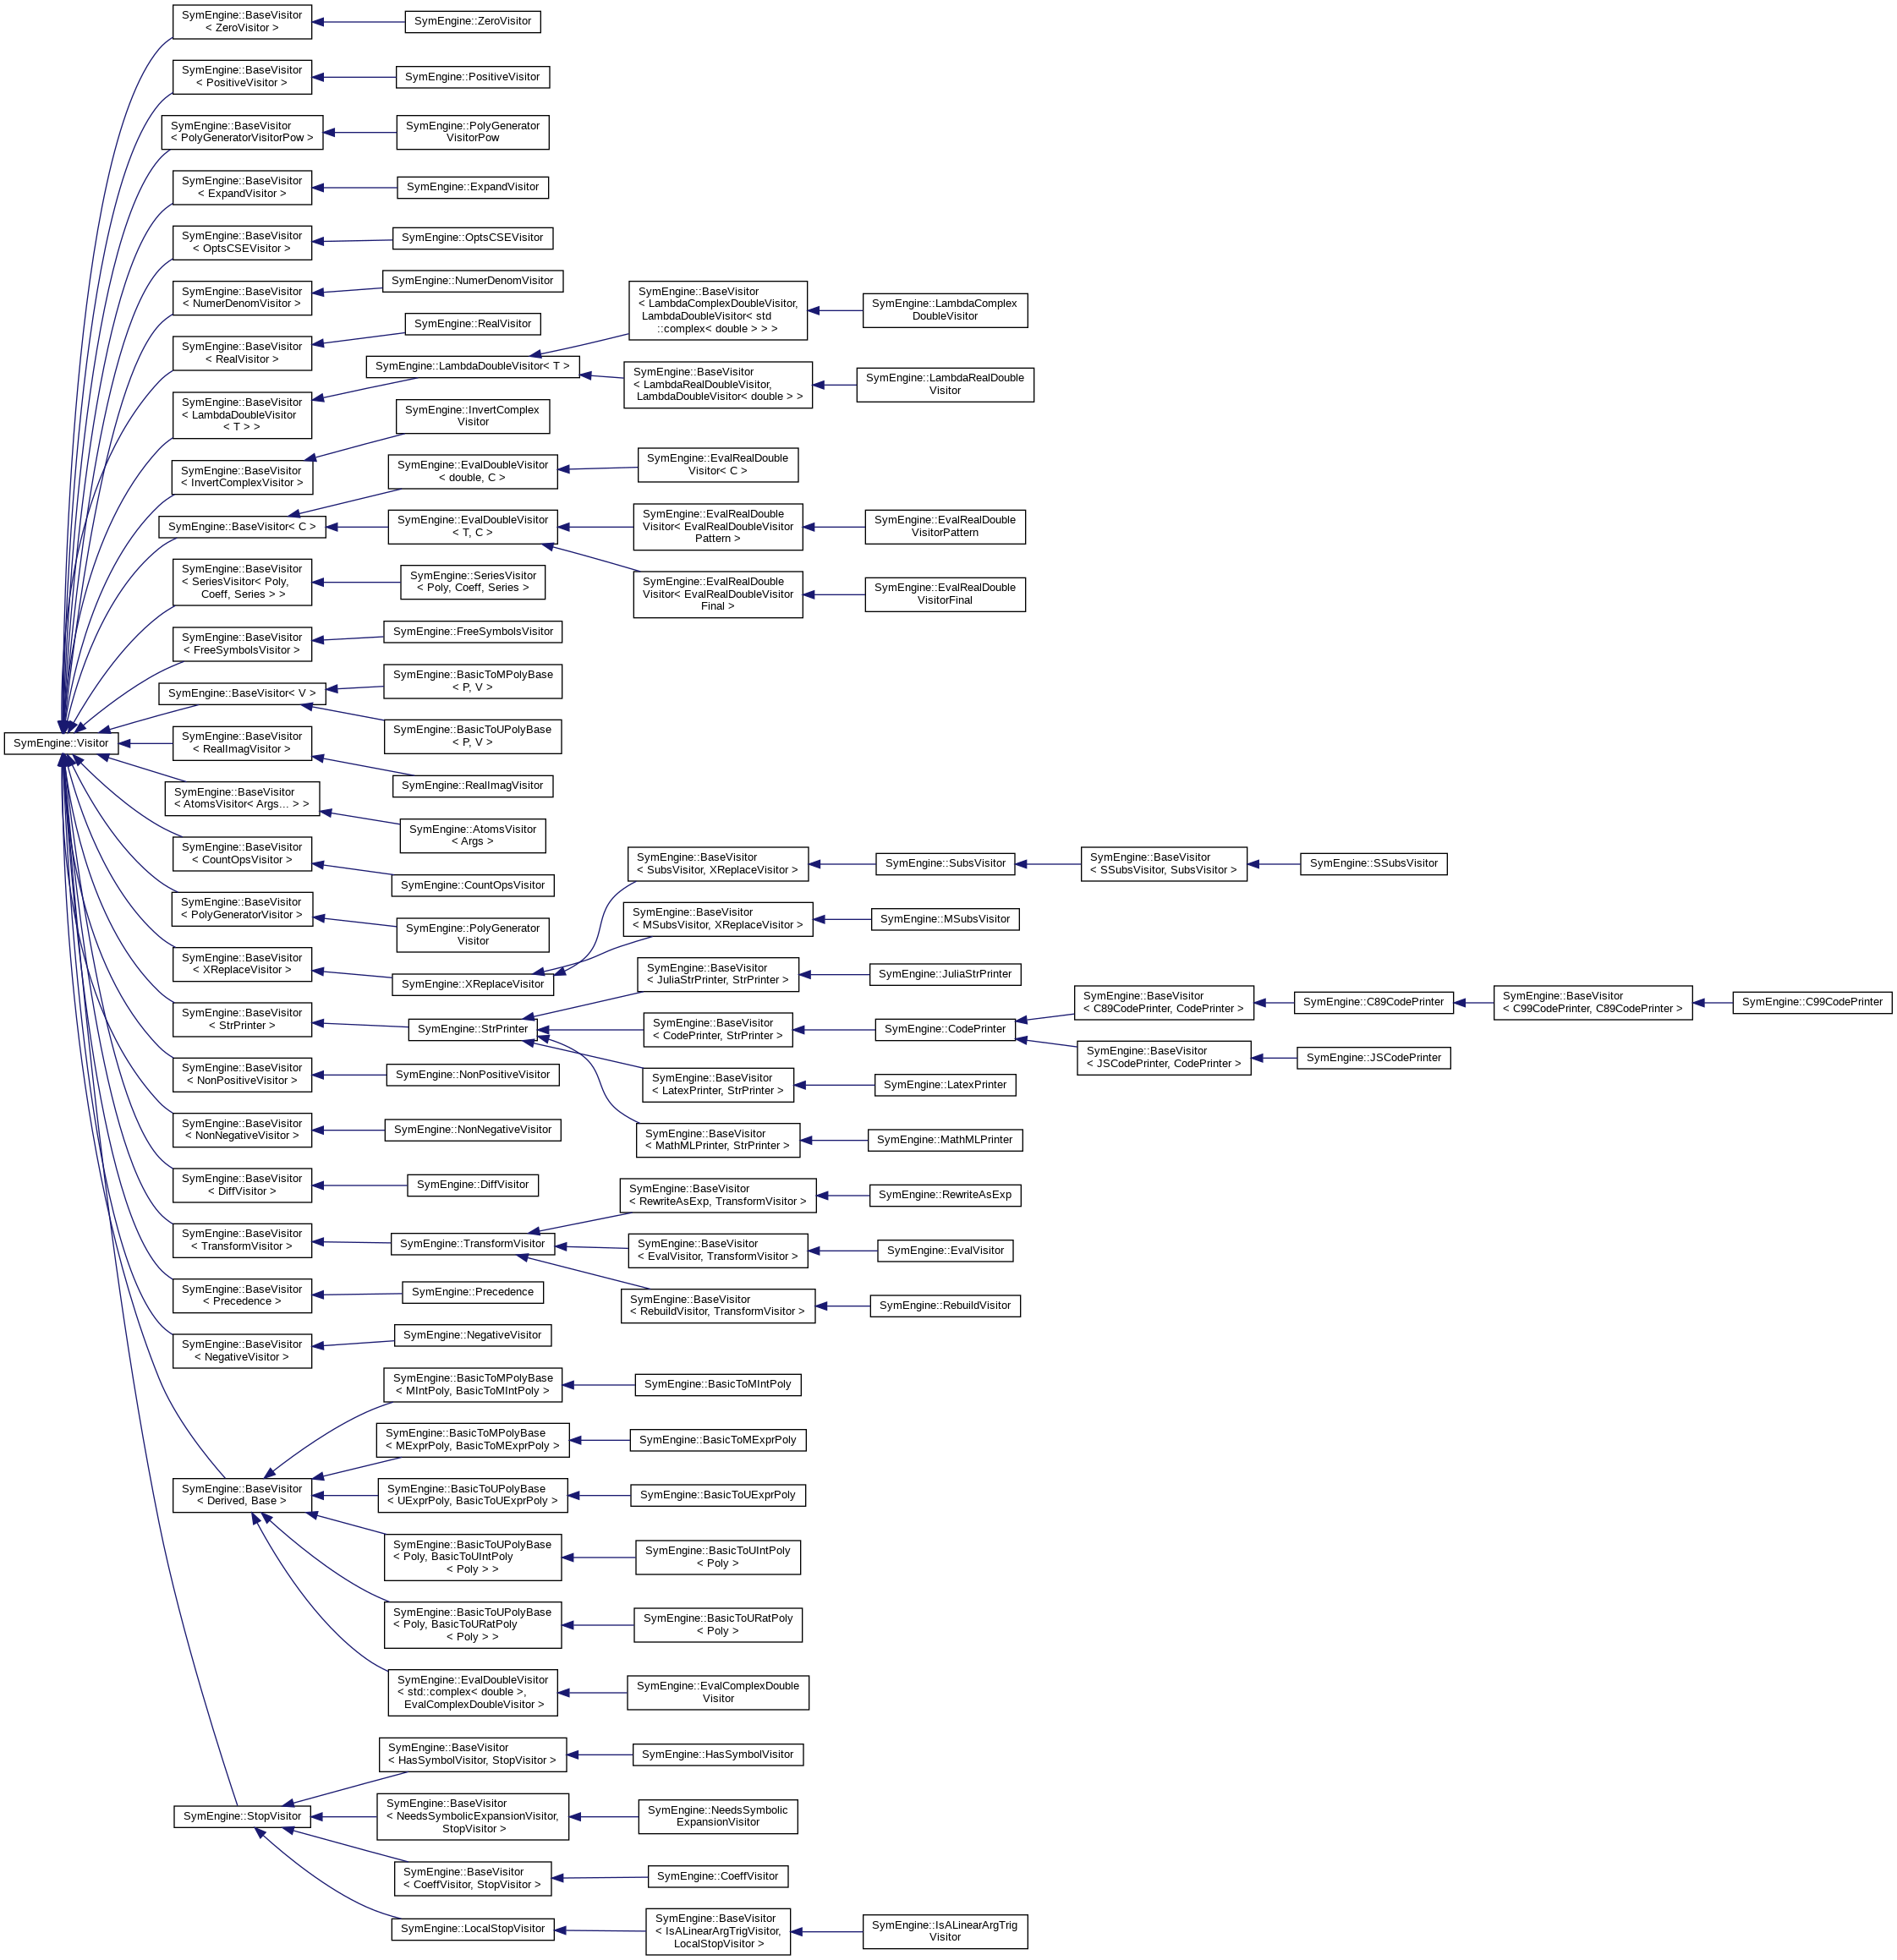 SymEngine::Visitor
SymEngine::BaseVisitor
< ZeroVisitor >
SymEngine::ZeroVisitor
SymEngine::BaseVisitor
< PositiveVisitor >
SymEngine::PositiveVisitor
SymEngine::BaseVisitor
< PolyGeneratorVisitorPow >
SymEngine::PolyGenerator
VisitorPow
SymEngine::BaseVisitor
< ExpandVisitor >
SymEngine::ExpandVisitor
SymEngine::BaseVisitor
< OptsCSEVisitor >
SymEngine::OptsCSEVisitor
SymEngine::BaseVisitor
< NumerDenomVisitor >
SymEngine::NumerDenomVisitor
SymEngine::BaseVisitor
< RealVisitor >
SymEngine::RealVisitor
SymEngine::BaseVisitor
< LambdaDoubleVisitor
< T > >
SymEngine::LambdaDoubleVisitor< T >
SymEngine::BaseVisitor
< LambdaComplexDoubleVisitor,
LambdaDoubleVisitor< std
::complex< double > > >
SymEngine::LambdaComplex
DoubleVisitor
SymEngine::BaseVisitor
< LambdaRealDoubleVisitor,
LambdaDoubleVisitor< double > >
SymEngine::LambdaRealDouble
Visitor
SymEngine::BaseVisitor
< InvertComplexVisitor >
SymEngine::InvertComplex
Visitor
SymEngine::BaseVisitor< C >
SymEngine::EvalDoubleVisitor
< double, C >
SymEngine::EvalRealDouble
Visitor< C >
SymEngine::EvalDoubleVisitor
< T, C >
SymEngine::EvalRealDouble
Visitor< EvalRealDoubleVisitor
Pattern >
SymEngine::EvalRealDouble
VisitorPattern
SymEngine::EvalRealDouble
Visitor< EvalRealDoubleVisitor
Final >
SymEngine::EvalRealDouble
VisitorFinal
SymEngine::BaseVisitor
< SeriesVisitor< Poly,
Coeff, Series > >
SymEngine::SeriesVisitor
< Poly, Coeff, Series >
SymEngine::BaseVisitor
< FreeSymbolsVisitor >
SymEngine::FreeSymbolsVisitor
SymEngine::BaseVisitor< V >
SymEngine::BasicToMPolyBase
< P, V >
SymEngine::BasicToUPolyBase
< P, V >
SymEngine::BaseVisitor
< RealImagVisitor >
SymEngine::RealImagVisitor
SymEngine::BaseVisitor
< AtomsVisitor< Args... > >
SymEngine::AtomsVisitor
< Args >
SymEngine::BaseVisitor
< CountOpsVisitor >
SymEngine::CountOpsVisitor
SymEngine::BaseVisitor
< PolyGeneratorVisitor >
SymEngine::PolyGenerator
Visitor
SymEngine::BaseVisitor
< XReplaceVisitor >
SymEngine::XReplaceVisitor
SymEngine::BaseVisitor
< SubsVisitor, XReplaceVisitor >
SymEngine::SubsVisitor
SymEngine::BaseVisitor
< SSubsVisitor, SubsVisitor >
SymEngine::SSubsVisitor
SymEngine::BaseVisitor
< MSubsVisitor, XReplaceVisitor >
SymEngine::MSubsVisitor
SymEngine::BaseVisitor
< StrPrinter >
SymEngine::StrPrinter
SymEngine::BaseVisitor
< JuliaStrPrinter, StrPrinter >
SymEngine::JuliaStrPrinter
SymEngine::BaseVisitor
< CodePrinter, StrPrinter >
SymEngine::CodePrinter
SymEngine::BaseVisitor
< C89CodePrinter, CodePrinter >
SymEngine::C89CodePrinter
SymEngine::BaseVisitor
< C99CodePrinter, C89CodePrinter >
SymEngine::C99CodePrinter
SymEngine::BaseVisitor
< JSCodePrinter, CodePrinter >
SymEngine::JSCodePrinter
SymEngine::BaseVisitor
< LatexPrinter, StrPrinter >
SymEngine::LatexPrinter
SymEngine::BaseVisitor
< MathMLPrinter, StrPrinter >
SymEngine::MathMLPrinter
SymEngine::BaseVisitor
< NonPositiveVisitor >
SymEngine::NonPositiveVisitor
SymEngine::BaseVisitor
< NonNegativeVisitor >
SymEngine::NonNegativeVisitor
SymEngine::BaseVisitor
< DiffVisitor >
SymEngine::DiffVisitor
SymEngine::BaseVisitor
< TransformVisitor >
SymEngine::TransformVisitor
SymEngine::BaseVisitor
< RewriteAsExp, TransformVisitor >
SymEngine::RewriteAsExp
SymEngine::BaseVisitor
< EvalVisitor, TransformVisitor >
SymEngine::EvalVisitor
SymEngine::BaseVisitor
< RebuildVisitor, TransformVisitor >
SymEngine::RebuildVisitor
SymEngine::BaseVisitor
< Precedence >
SymEngine::Precedence
SymEngine::BaseVisitor
< NegativeVisitor >
SymEngine::NegativeVisitor
SymEngine::BaseVisitor
< Derived, Base >
SymEngine::BasicToMPolyBase
< MIntPoly, BasicToMIntPoly >
SymEngine::BasicToMIntPoly
SymEngine::BasicToMPolyBase
< MExprPoly, BasicToMExprPoly >
SymEngine::BasicToMExprPoly
SymEngine::BasicToUPolyBase
< UExprPoly, BasicToUExprPoly >
SymEngine::BasicToUExprPoly
SymEngine::BasicToUPolyBase
< Poly, BasicToUIntPoly
< Poly > >
SymEngine::BasicToUIntPoly
< Poly >
SymEngine::BasicToUPolyBase
< Poly, BasicToURatPoly
< Poly > >
SymEngine::BasicToURatPoly
< Poly >
SymEngine::EvalDoubleVisitor
< std::complex< double >,
EvalComplexDoubleVisitor >
SymEngine::EvalComplexDouble
Visitor
SymEngine::StopVisitor
SymEngine::BaseVisitor
< HasSymbolVisitor, StopVisitor >
SymEngine::HasSymbolVisitor
SymEngine::BaseVisitor
< NeedsSymbolicExpansionVisitor,
StopVisitor >
SymEngine::NeedsSymbolic
ExpansionVisitor
SymEngine::BaseVisitor
< CoeffVisitor, StopVisitor >
SymEngine::CoeffVisitor
SymEngine::LocalStopVisitor
SymEngine::BaseVisitor
< IsALinearArgTrigVisitor,
LocalStopVisitor >
SymEngine::IsALinearArgTrig
Visitor